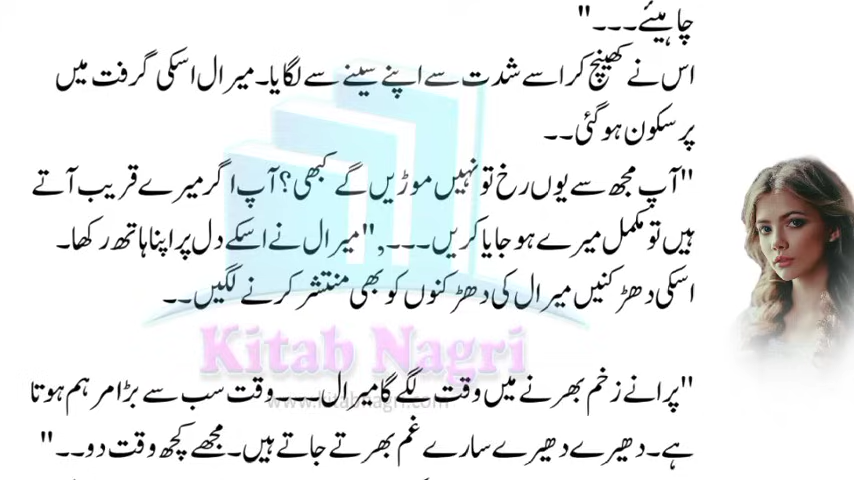 چاہیئے۔۔۔"
اس نے کھینچ کر اسے شدت سے اپنے سینے سے لگایا۔ میرال اسکی گرفت میں
پر سکون ہو گئی۔۔
"آپ مجھ سے یوں رخ تو نہیں موڑیں گے کبھی؟ آپ اگر میرے قریب آتے
ہیں تو مکمل میرے ہو جایا کریں۔۔۔," میرال نے اسکے دل پر اپنا ہاتھ رکھا۔
اسکی دھڑکنیں میرال کی دھڑکنوں کو بھی منتشر کرنے لگیں۔۔
Kitab Nagri
"پرانے زخم بھرنے میں وقت لگے گا میرال۔۔۔۔ وقت سب سے بڑا مرہم ہوتا
www.kitabnagri.com
ہے۔ دھیرے دھیرے سارے غم بھرتے جاتے ہیں۔ مجھے کچھ وقت دو۔۔"